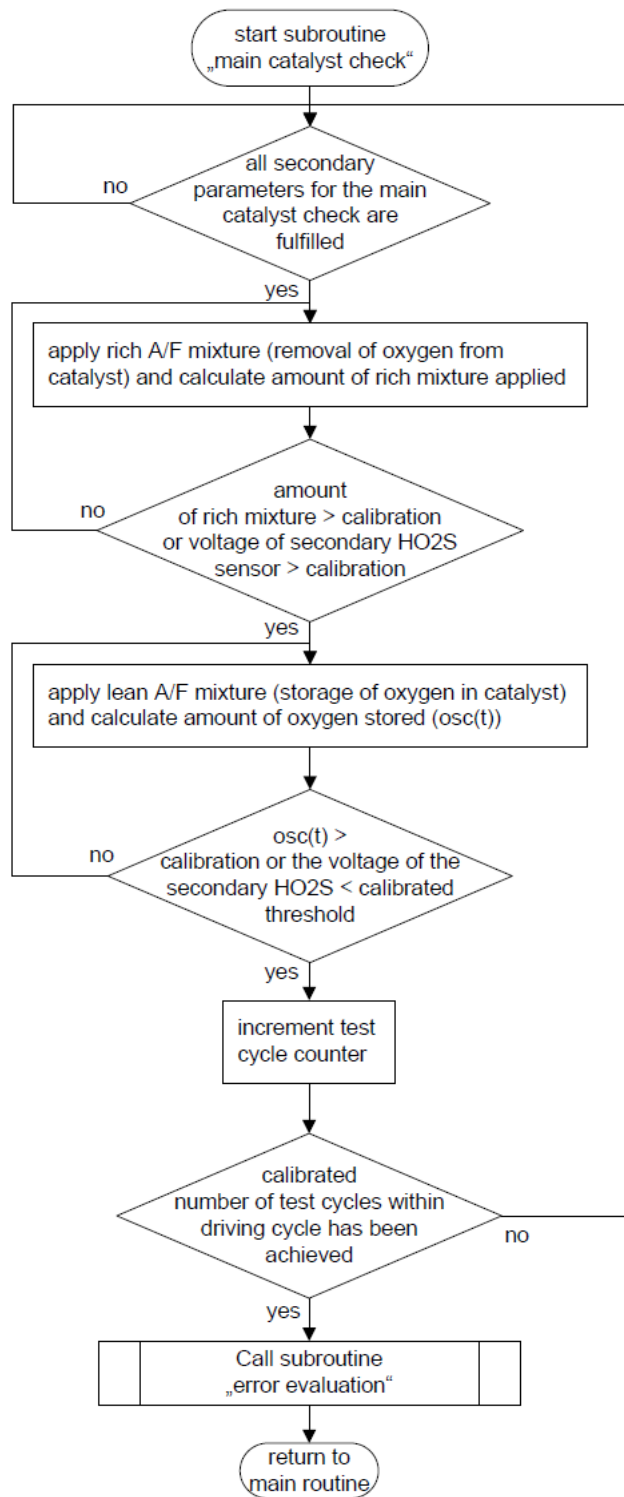 start subroutine
„main catalyst check“
all secondary
parameters for the main
catalyst check are
fulfilled
no
yes
apply rich A/F mixture (removal of oxygen from
catalyst) and calculate amount of rich mixture applied
amount
of rich mixture > calibration
or voltage of secondary HO2S
sensor > calibration
no
yes
apply lean A/F mixture (storage of oxygen in catalyst)
and calculate amount of oxygen stored (osc(t))
osc(t) >
calibration or the voltage of the
secondary HO2S < calibrated
threshold
no
yes
increment test
cycle counter
calibrated
number of test cycles within
driving cycle has been
achieved
no
yes
Call subroutine
„error evaluation“
return to
main routine